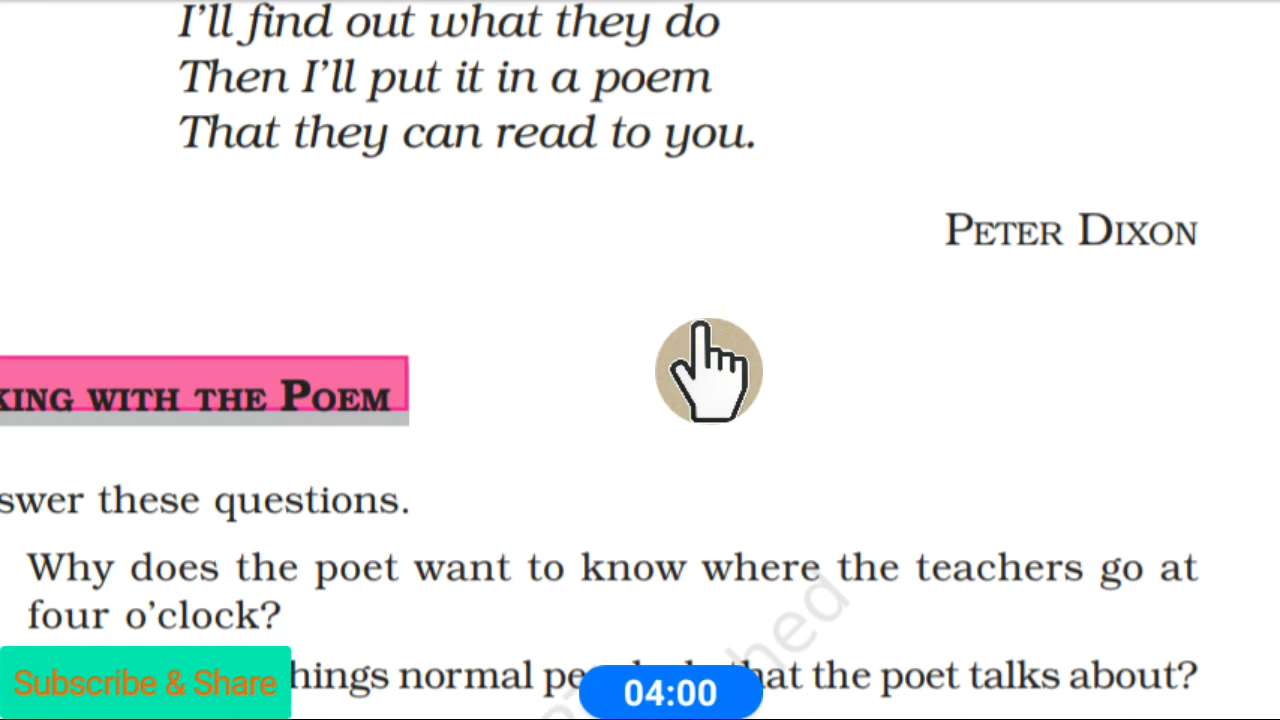 I'll find out what they do
Then I'll put it in a poem
That they can read to you.
PETER DIXON
KING WITH THE POEM
swer these questions.
Why does the poet want to know where the teachers go at
four o'clock?
Subscribe & Share
hings normal that the poet talks about?
04:00